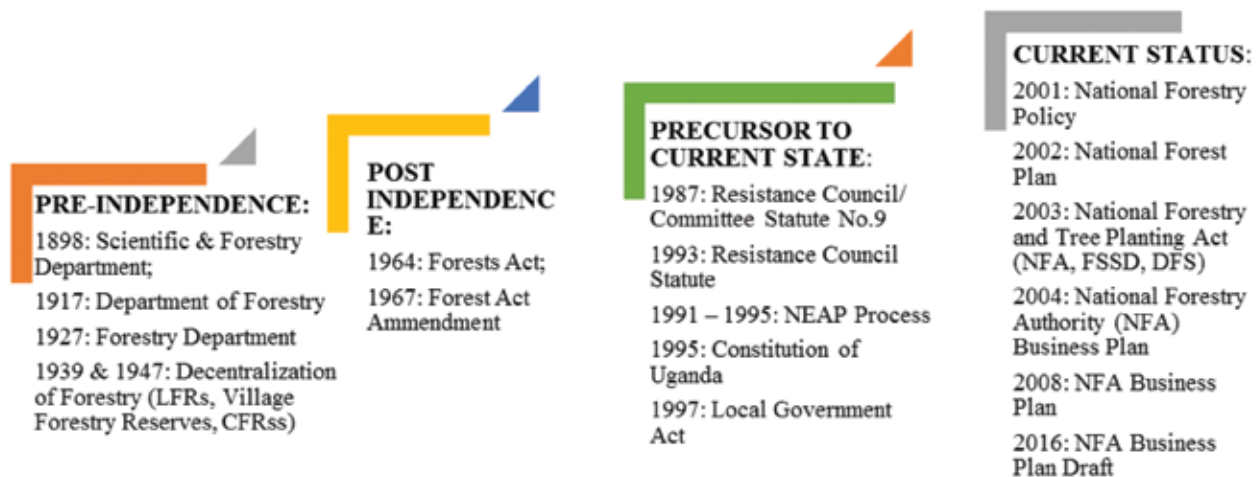 PRE-INDEPENDENCE:
1898: Scientific & Forestry
Department;
1917: Department of Forestry
1927: Forestry Department
1939 & 1947: Decentralization
of Forestry (LFRs, Village
Forestry Reserves, CFRss)
POST
INDEPENDENC
E:
1964: Forests Act;
1967: Forest Act
Ammendment
PRECURSOR TO
CURRENT STATE:
1987: Resistance Council/
Committee Statute No.9
1993: Resistance Council
Statute
1991 – 1995: NEAP Process
1995: Constitution of
Uganda
1997: Local Government
Act
CURRENT STATUS:
2001: National Forestry
Policy
2002: National Forest
Plan
2003: National Forestry
and Tree Planting Act
(NFA, FSSD, DFS)
2004: National Forestry
Authority (NFA)
Business Plan
2008: NFA Business
Plan
2016: NFA Business
Plan Draft